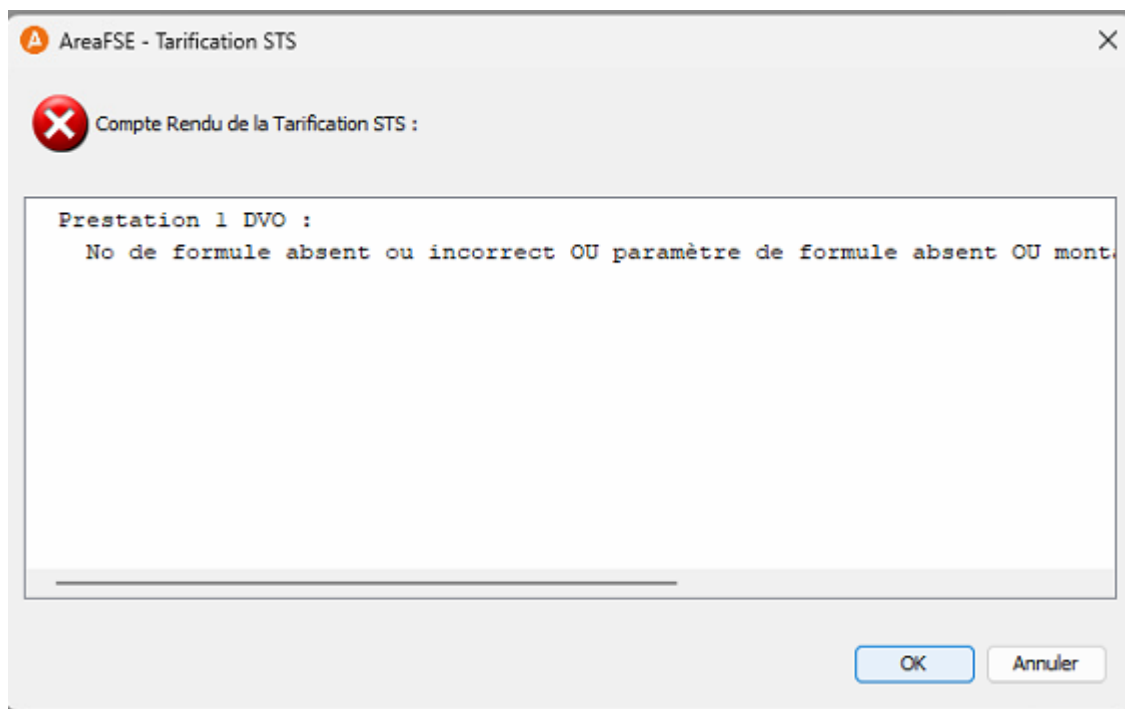 AreaFSE - Tarification STS
Compte Rendu de la Tarification STS :
Prestation 1 DVO :
No de formule absent ou incorrect OU paramètre de formule absent OU mont
OK
Annuler